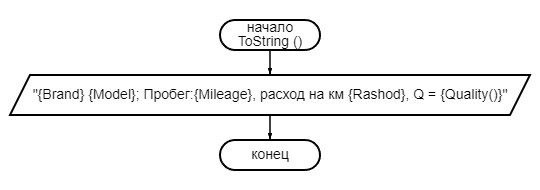 начало
ToString ()
"{Brand} {Model}; Пробег:{Mileage}, расход на км {Rashod}, Q = {Quality()}"
конец